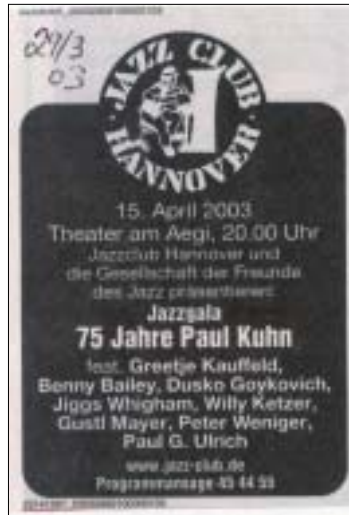 29/3
03
JAZZ CLUB
1
HANNOVER
15. April 2003
Theater am Aegi, 20.00 Uhr
Jazzclub Hannover und
die Gesellschaft der Freunde
des Jazz präsentieren:
Jazzgala
75 Jahre Paul Kuhn
feat. Greetje Kauffeld,
Benny Bailey, Dusko Goykovich,
Jiggs Whigham, Willy Ketzer,
Gustl Mayer, Peter Weniger,
Paul G. Ulrich
www.jazz-club.de
Programmansage 45 44 55